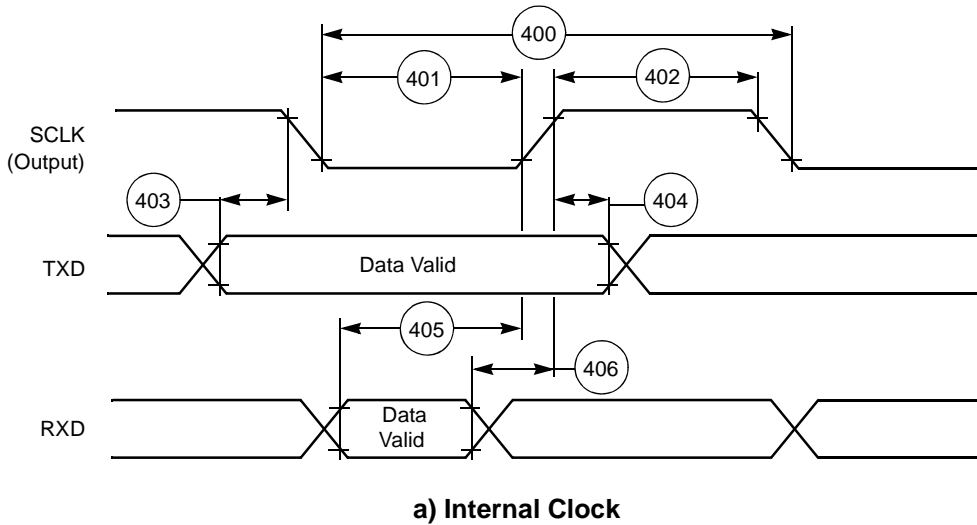 400
401
402
SCLK
(Output)
403
404
TXD
Data Valid
405
406
RXD
Data
Valid
a) Internal Clock